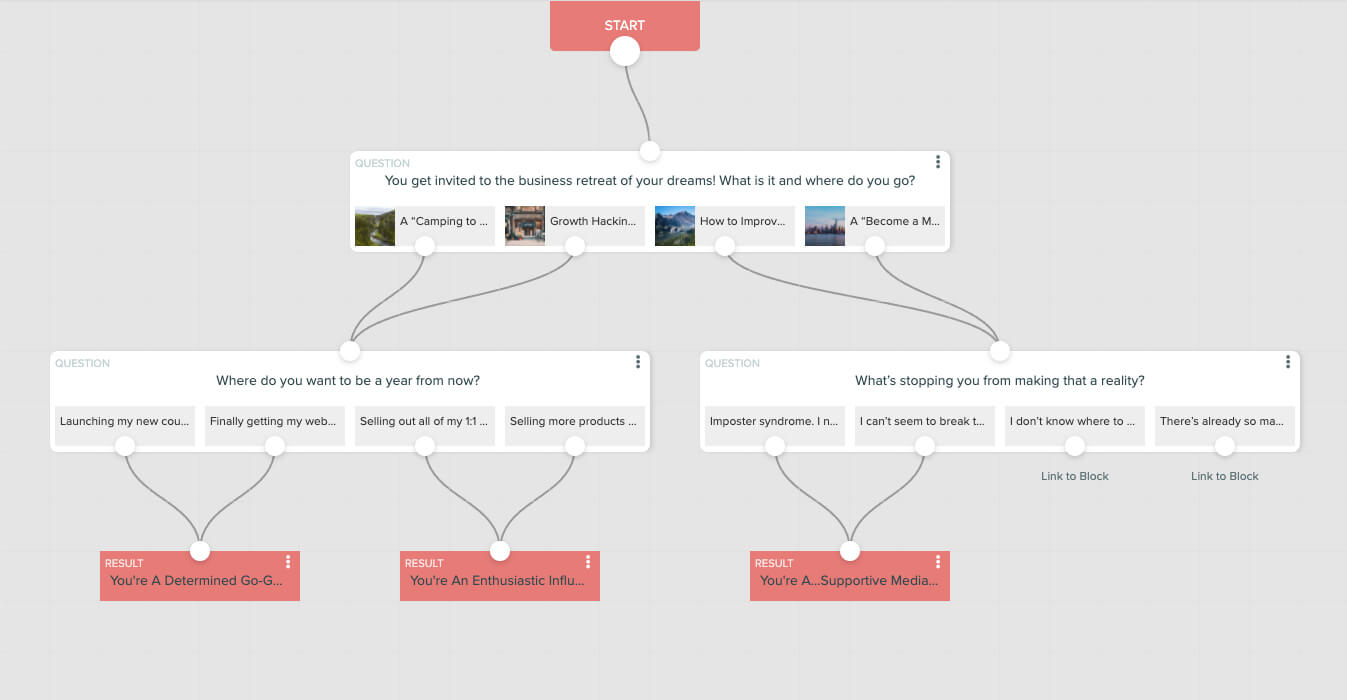 START
QUESTION
You get invited to the business retreat of your dreams! What is it and where do you go?
A “Camping to ...
Growth Hackin...
How to Improv...
A “Become a M...
QUESTION
Where do you want to be a year from now?
Launching my new cou...
Finally getting my web...
Selling out all of my 1:1 ...
Selling more products ...
QUESTION
What’s stopping you from making that a reality?
Imposter syndrome. I n...
I can’t seem to break t...
I don’t know where to ...
There’s already so ma...
Link to Block
Link to Block
RESULT
You're A Determined Go-G...
RESULT
You're An Enthusiastic Influ...
RESULT
You're A...Supportive Media...